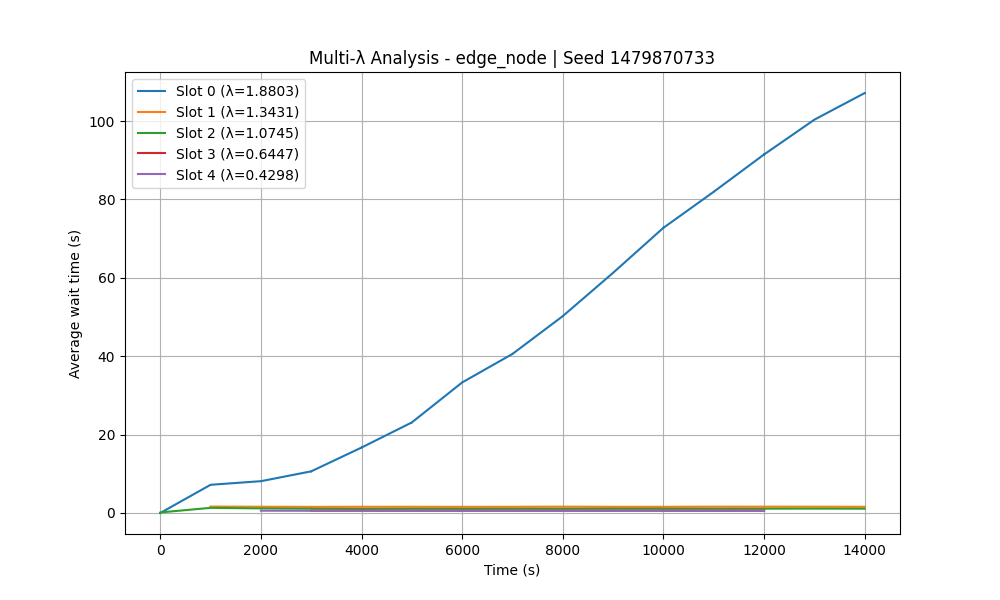 Multi-λ Analysis - edge_node | Seed 1479870733
Slot 0 (λ=1.8803)
Slot 1 (λ=1.3431)
Slot 2 (λ=1.0745)
Slot 3 (λ=0.6447)
Slot 4 (λ=0.4298)
Average wait time (s)
100
80
60
40
20
0
0 2000 4000 6000 8000 10000 12000 14000
Time (s)